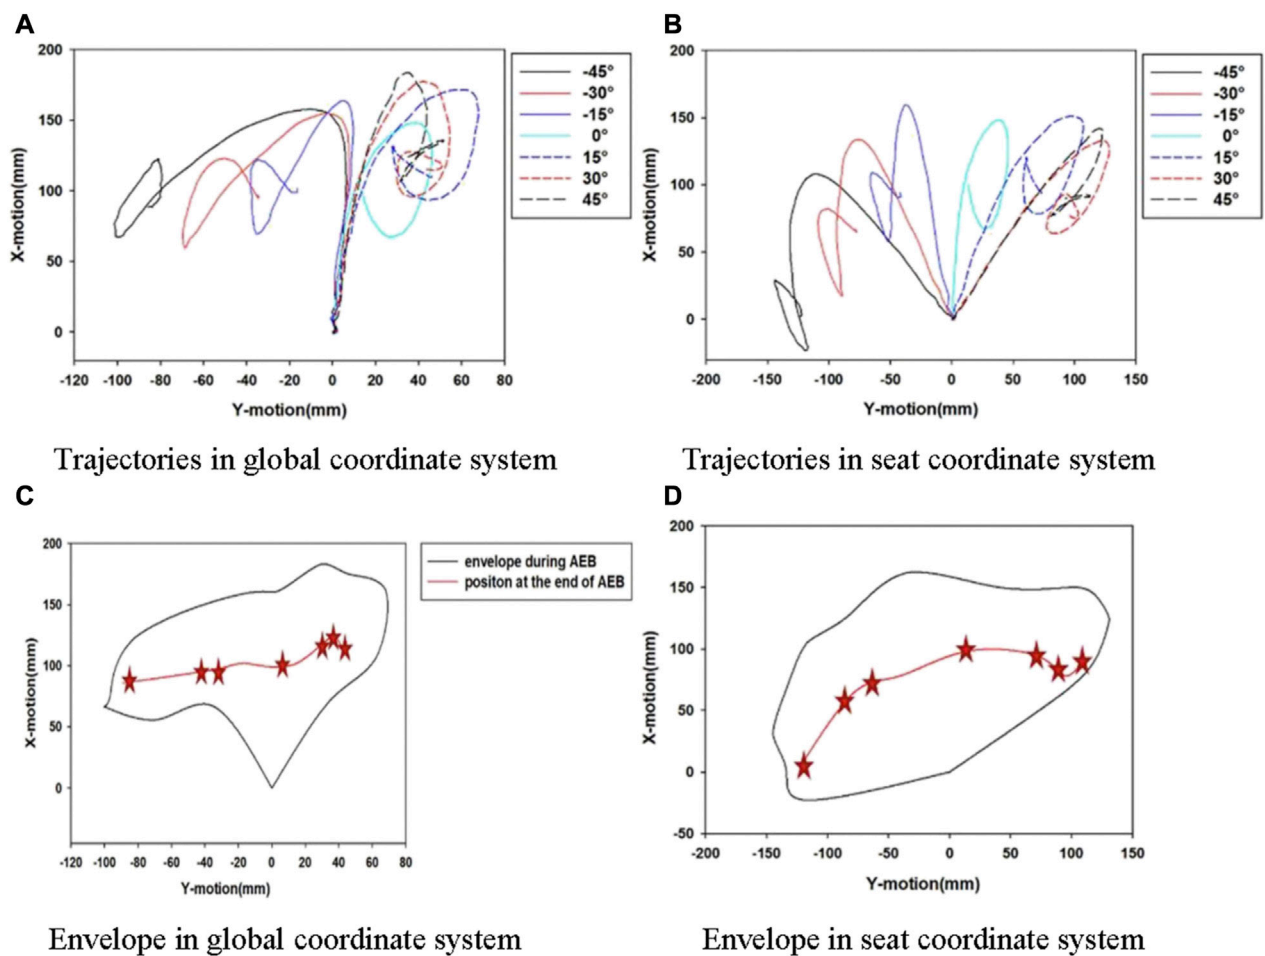 A
200
150
100
50
0
X-motion(mm)
-120 -100 -80 -60 -40 -20 0 20 40 60 80
Y-motion(mm)
-45°
-30°
-15°
0°
15°
30°
45°
Trajectories in global coordinate system
B
200
150
100
50
0
X-motion(mm)
-200 -150 -100 -50 0 50 100 150
Y-motion(mm)
-45°
-30°
-15°
0°
15°
30°
45°
Trajectories in seat coordinate system
C
200
150
100
50
0
X-motion(mm)
-120 -100 -80 -60 -40 -20 0 20 40 60 80
Y-motion(mm)
envelope during AEB
positon at the end of AEB
Envelope in global coordinate system
D
200
150
100
50
0
-50
X-motion(mm)
-200 -150 -100 -50 0 50 100 150
Y-motion(mm)
Envelope in seat coordinate system